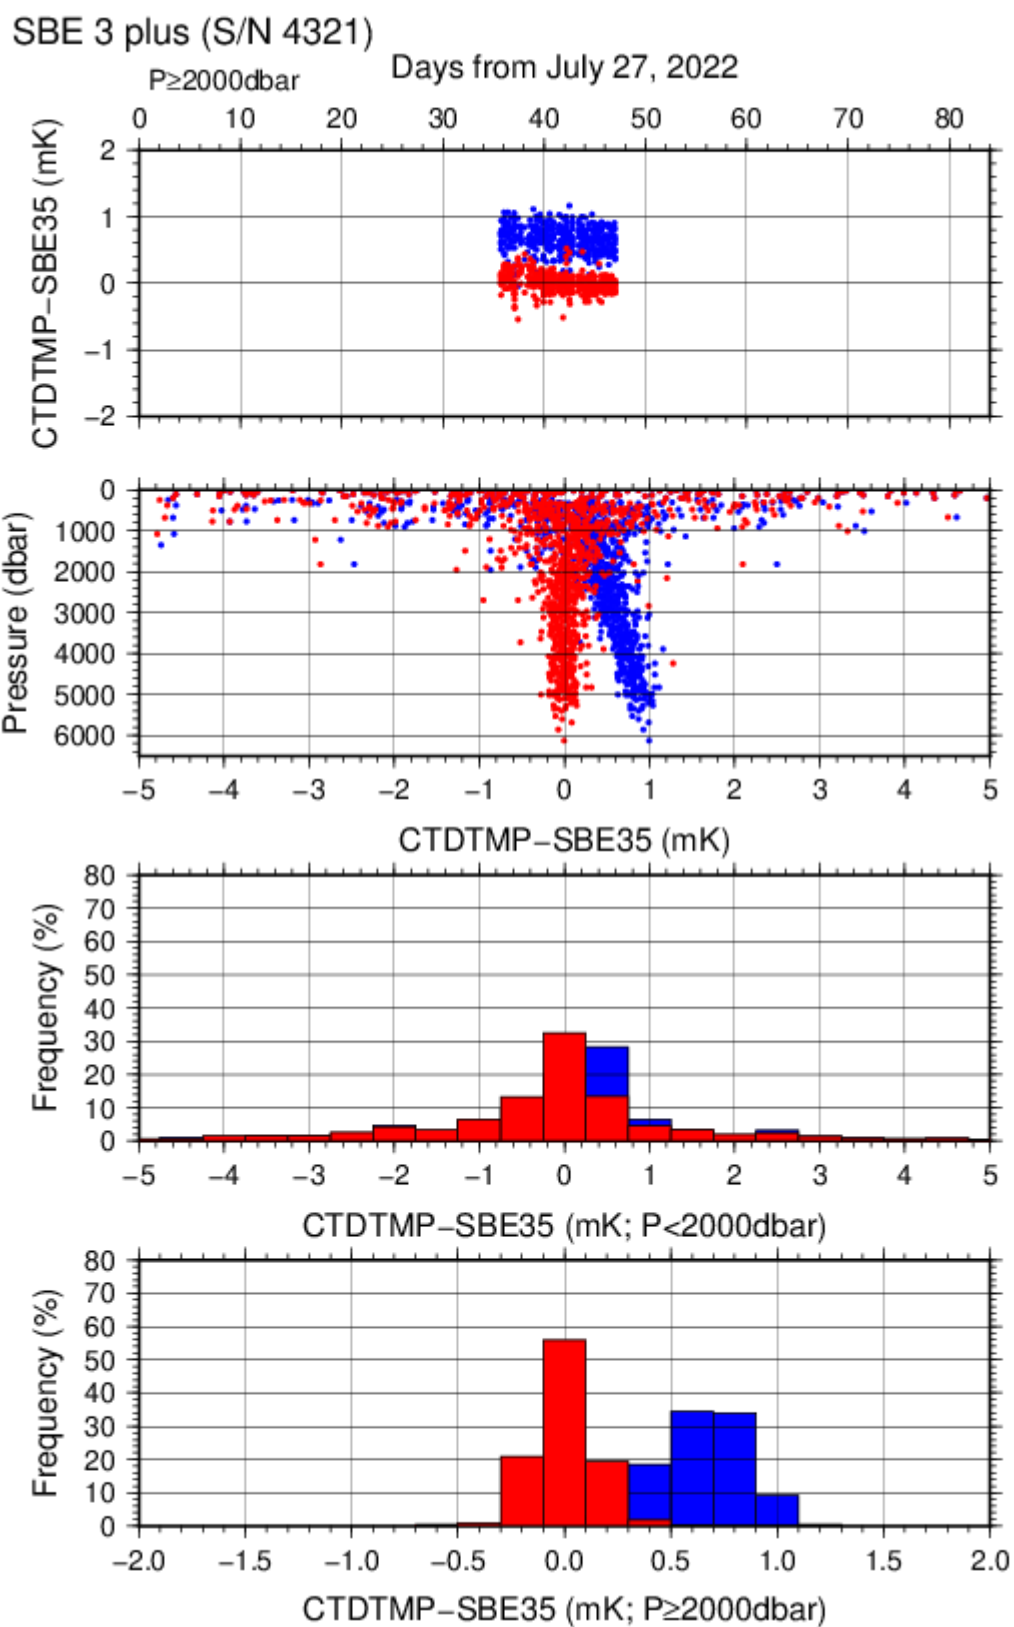 SBE 3 plus (S/N 4321)
P≥2000dbar
Days from July 27, 2022
0 10 20 30 40 50 60 70 80
CTDTMP−SBE35 (mK)
2
1
0
−1
−2
Pressure (dbar)
0
1000
2000
3000
4000
5000
6000
−5 −4 −3 −2 −1 0 1 2 3 4 5
CTDTMP−SBE35 (mK)
Frequency (%)
80
70
60
50
40
30
20
10
0
−5 −4 −3 −2 −1 0 1 2 3 4 5
CTDTMP−SBE35 (mK; P<2000dbar)
Frequency (%)
80
70
60
50
40
30
20
10
0
−2.0 −1.5 −1.0 −0.5 0.0 0.5 1.0 1.5 2.0
CTDTMP−SBE35 (mK; P≥2000dbar)